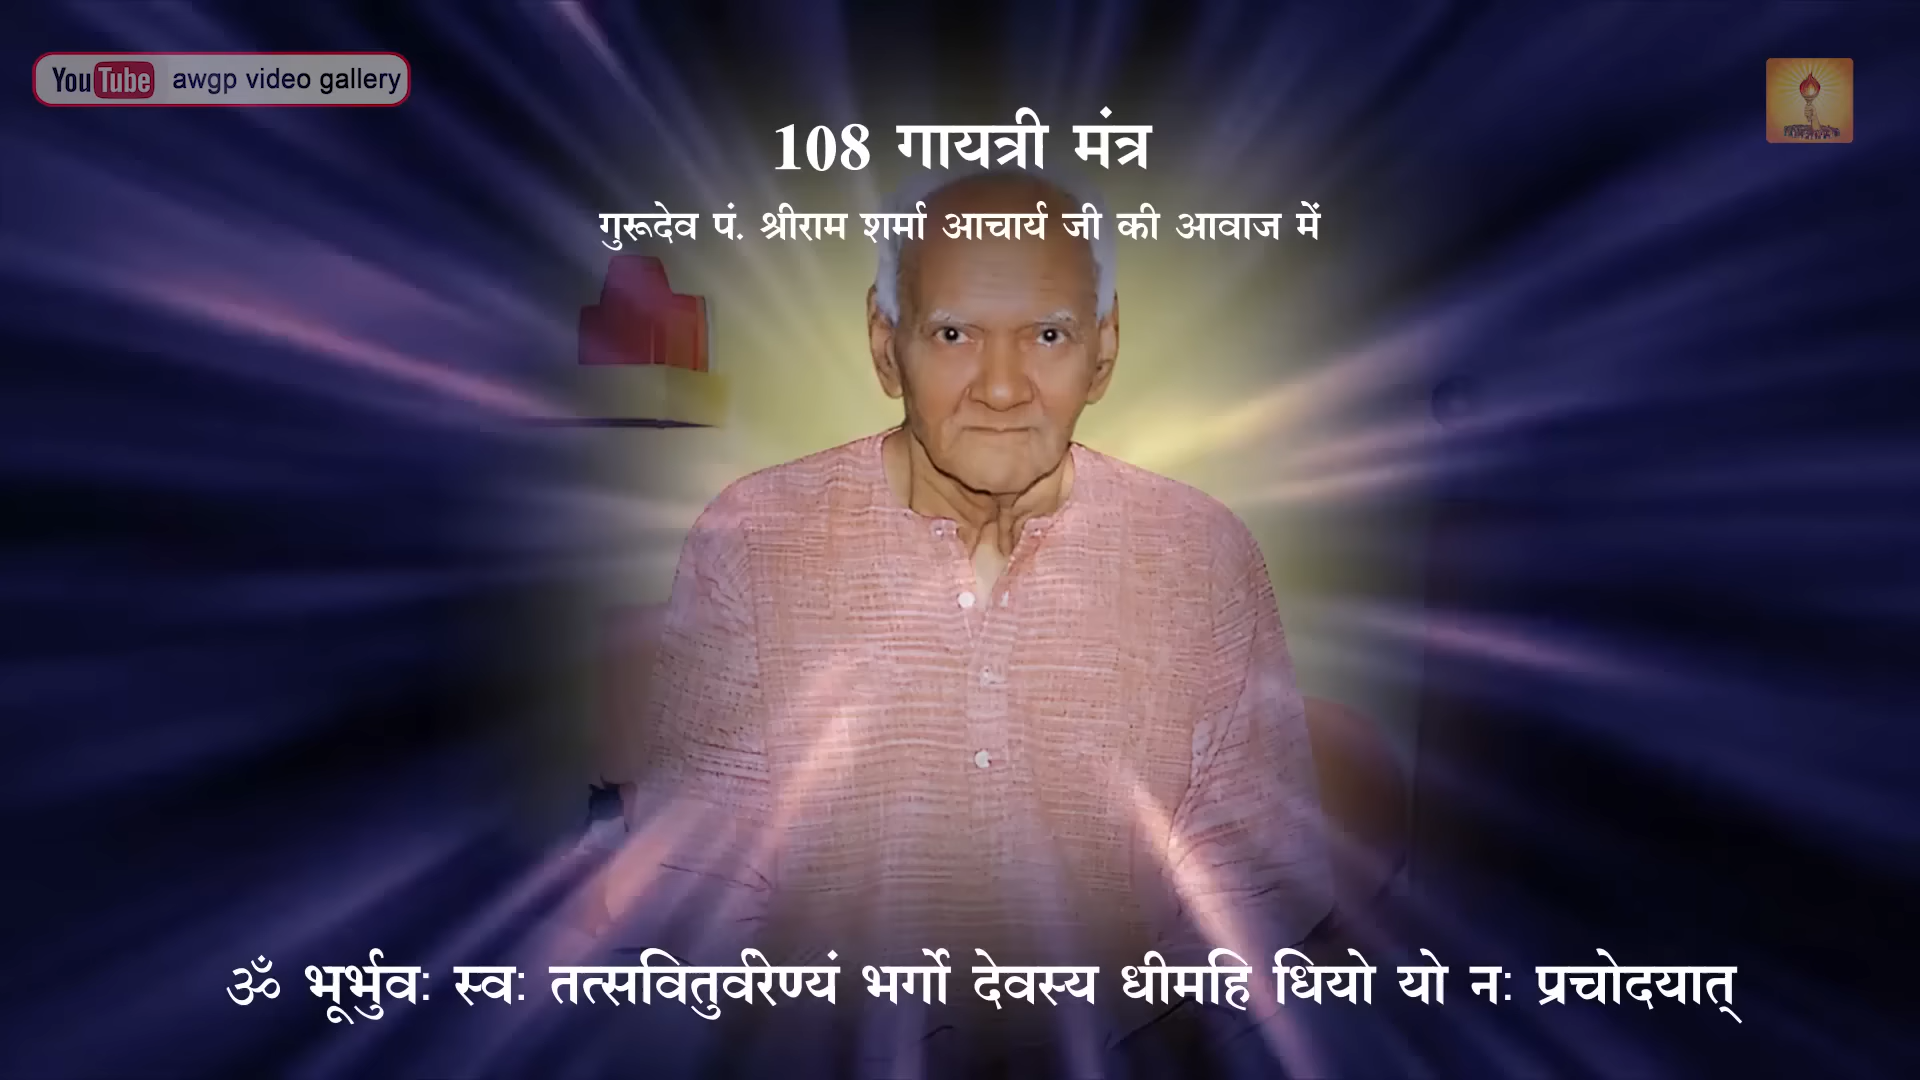 YouTube awgp video gallery
108 गायत्री मंत्र
गुरूदेव पं. श्रीराम शर्मा आचार्य जी की आवाज में
ॐ भूर्भुवः स्वः तत्सवितुर्वरेण्यं भर्गो देवस्य धीमहि धियो यो नः प्रचोदयात्